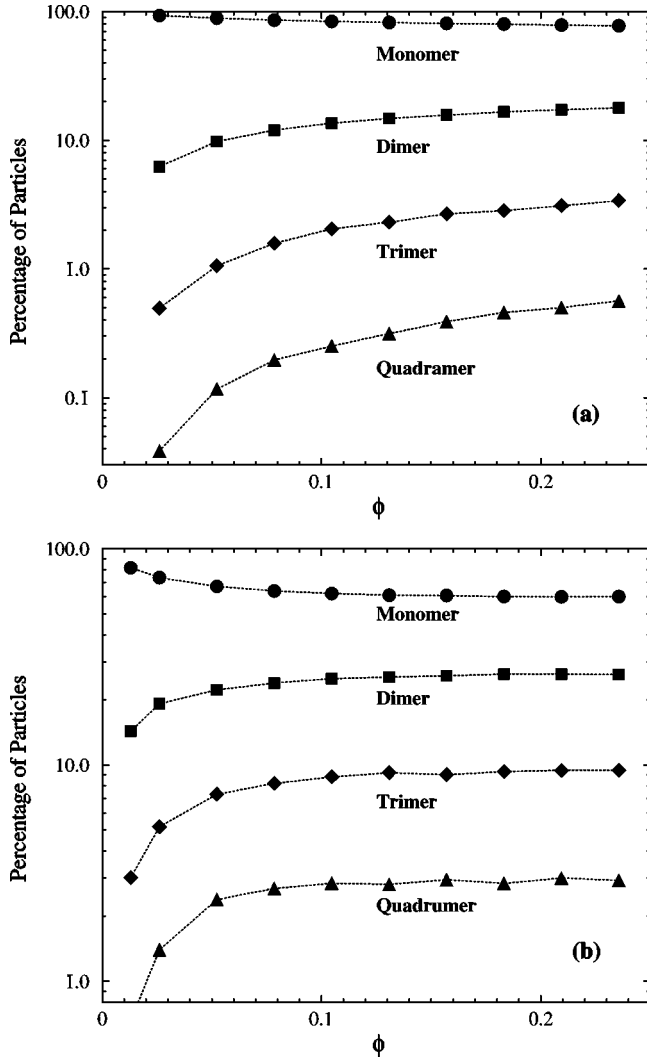 100.0
Monomer
Dimer
10.0
Percentage of Particles
Trimer
1.0
Quadramer
0.1
(a)
0
0.1
0.2
ϕ
100.0
Monomer
Dimer
10.0
Percentage of Particles
Trimer
Quadrumer
(b)
1.0
0
0.1
0.2
ϕ